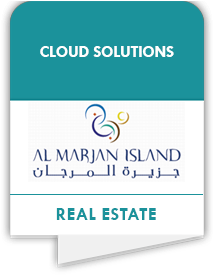 CLOUD SOLUTIONS
AL MARJAN ISLAND
جزيرة المرجان
REAL ESTATE